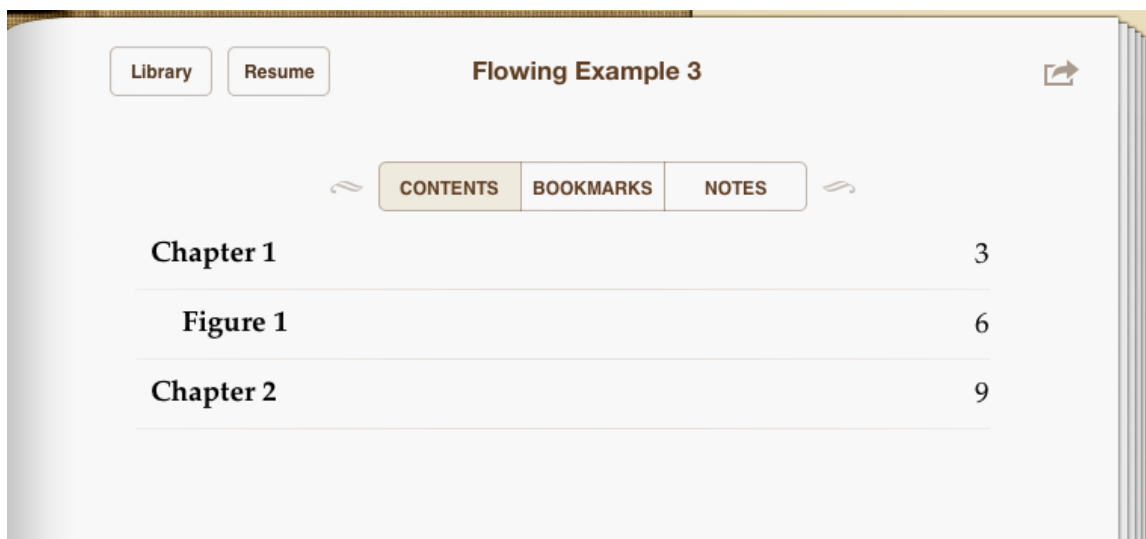 Library Resume Flowing Example 3
CONTENTS BOOKMARKS NOTES
Chapter 1 3
Figure 1 6
Chapter 2 9